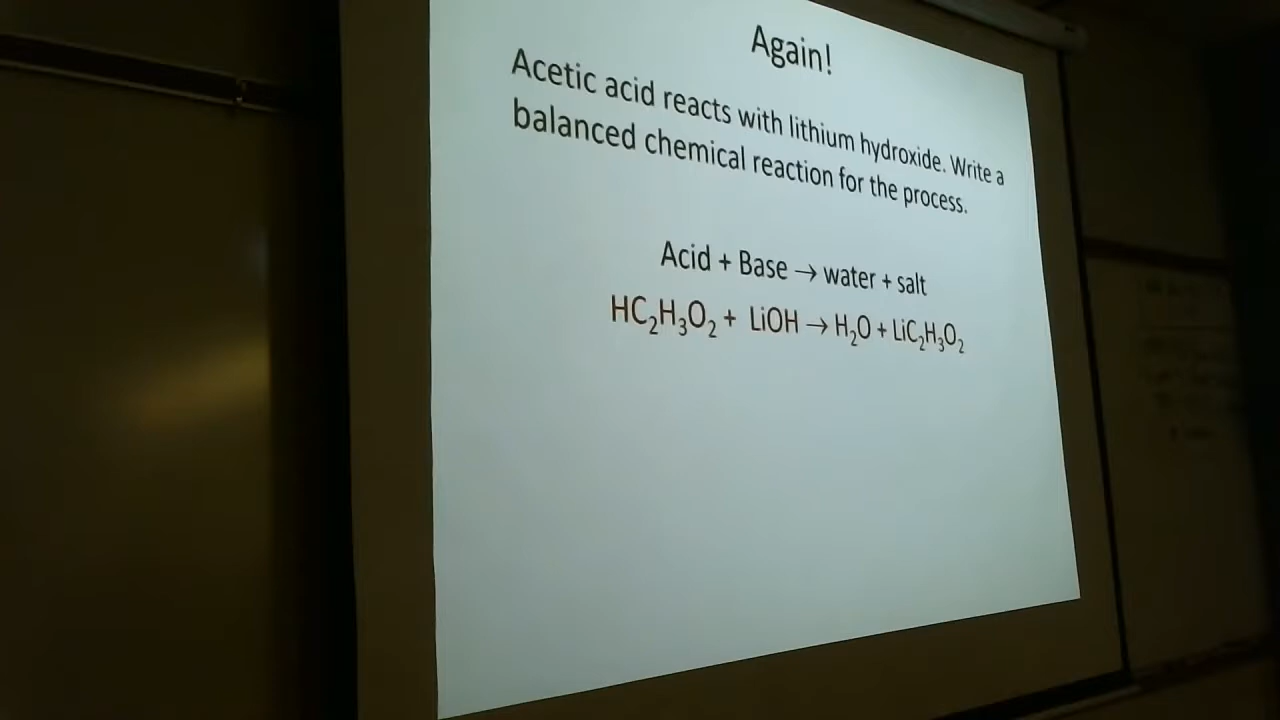 Again!
Acetic acid reacts with lithium hydroxide. Write a
balanced chemical reaction for the process.
Acid + Base → water + salt
HC₂H₃O₂ + LiOH → H₂O + LiC₂H₃O₂